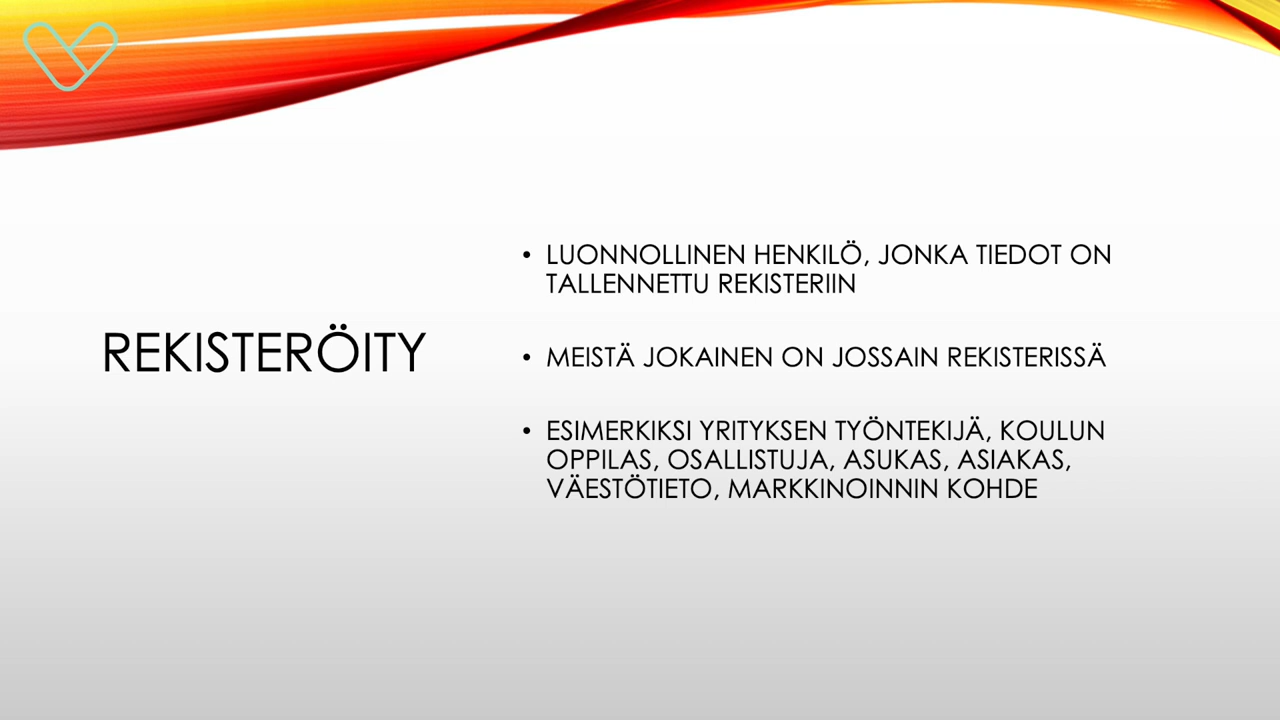 REKISTERÖITY
• LUONNOLLINEN HENKILÖ, JONKA TIEDOT ON
TALLENNETTU REKISTERIIN
• MEISTÄ JOKAINEN ON JOSSAIN REKISTERISSÄ
• ESIMERKIKSI YRITYKSEN TYÖNTEKIJÄ, KOULUN
OPPILAS, OSALLISTUJA, ASUKAS, ASIAKAS,
VÄESTÖTIETO, MARKKINOINNIN KOHDE